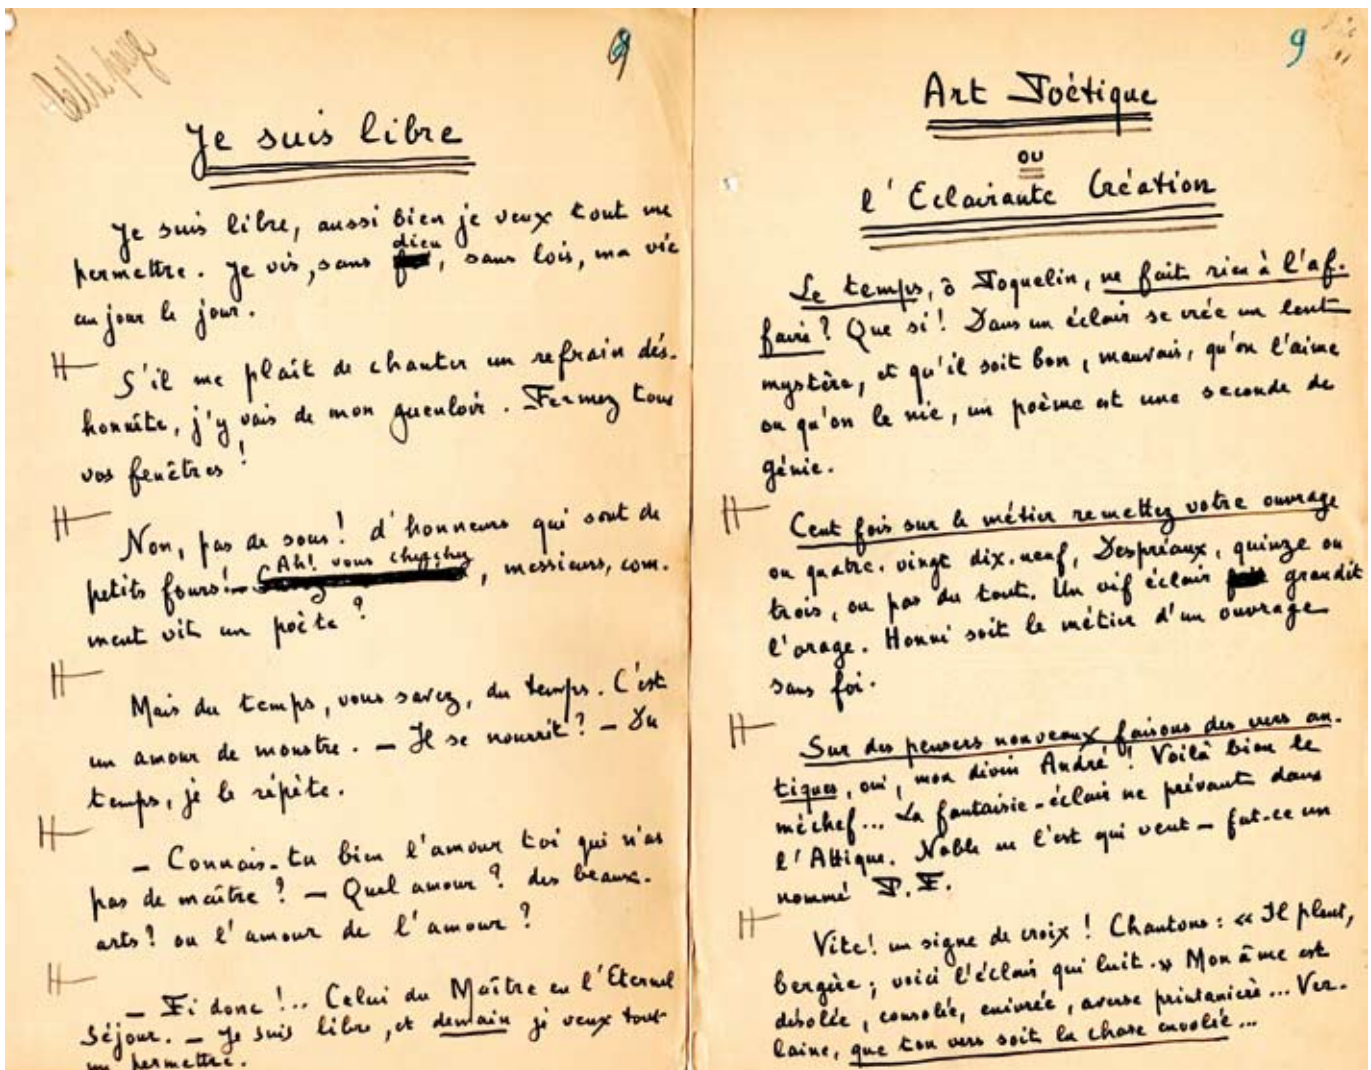 Belle page
9
Je suis libre
Je suis libre, aussi bien je veux tout me
dieu
permettre. Je vis, sans , sans lois, ma vie
au jour le jour.
S'il me plaît de chanter un refrain dés-
honnête, j'y vais de mon gueuloir. Fermez tous
vos fenêtres !
Non, pas de sous ! d'honneurs qui sont de
Ah! vous cherchez
petits fours ! – , messieurs, com-
ment vit un poète ?
Mais du temps, vous savez, du temps. C'est
un amour de monstre. – Il se nourrit ? – Du
temps, je le répète.
– Connais-tu bien l'amour toi qui n'as
pas de maître ? – Quel amour ? des beaux-
arts ? ou l'amour de l'amour ?
– Fi donc !.. Celui du Maître en l'Eternel
Séjour. – Je suis libre, et demain je veux tout
me permettre.
9
Art Poétique
ou
l'Eclairante Création
Le temps, ô Poquelin, ne fait rien à l'af-
faire ? Que si ! Dans un éclair se crée un lent
mystère, et qu'il soit bon, mauvais, qu'on l'aime
ou qu'on le nie, un poème est une seconde de
génie.
Cent fois sur le métier remettez votre ouvrage
ou quatre-vingt dix-neuf, Despréaux, quinze ou
trois, ou pas du tout. Un vif éclair grandit
l'orage. Honni soit le métier d'un ouvrage
sans foi.
Sur des pensers nouveaux faisons des vers an-
tiques, oui, mon divin André ! Voilà bien le
méchef... La fantaisie-éclair ne prévaut dans
l'Attique. Noble ne l'est qui veut – fut-ce un
nommé P.F.
Vite ! un signe de croix ! Chantons : « Il pleut,
bergère ; voici l'éclair qui luit. » Mon âme est
désolée, consolée, enivrée, averse printanière... Ver-
laine, que ton vers soit la chose envolée...